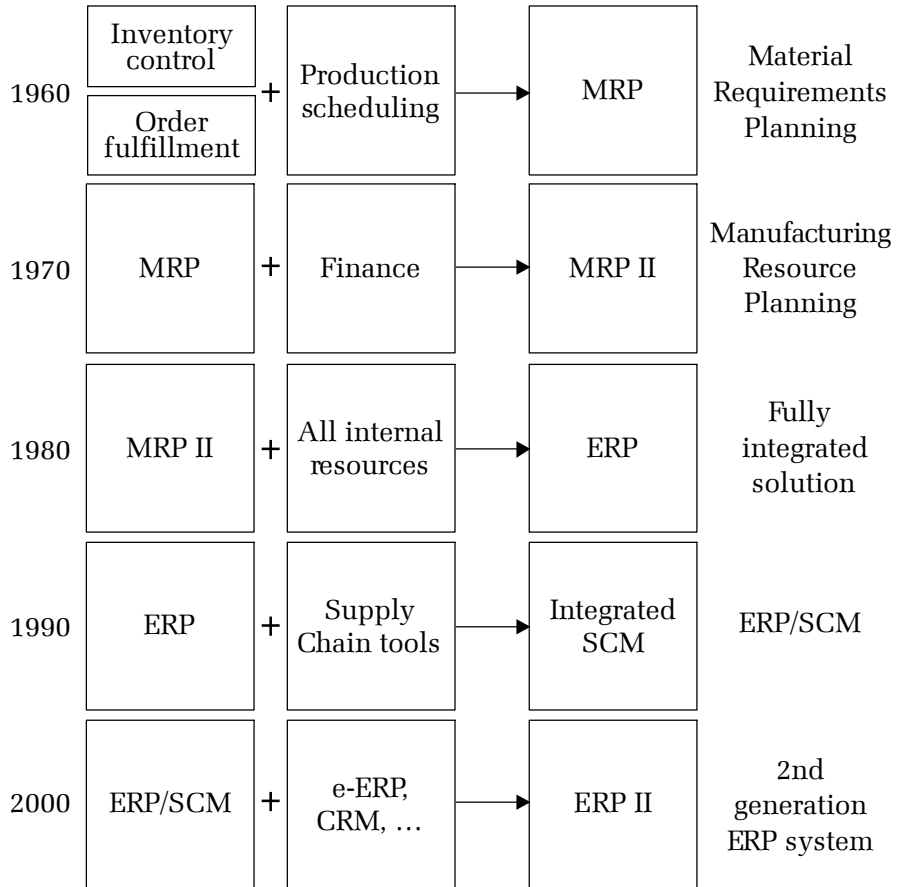 1960
Inventory
control
Order
fulfillment
+
Production
scheduling
MRP
Material
Requirements
Planning
1970
MRP
+
Finance
MRP II
Manufacturing
Resource
Planning
1980
MRP II
+
All internal
resources
ERP
Fully
integrated
solution
1990
ERP
+
Supply
Chain tools
Integrated
SCM
ERP/SCM
2000
ERP/SCM
+
e-ERP,
CRM, …
ERP II
2nd
generation
ERP system